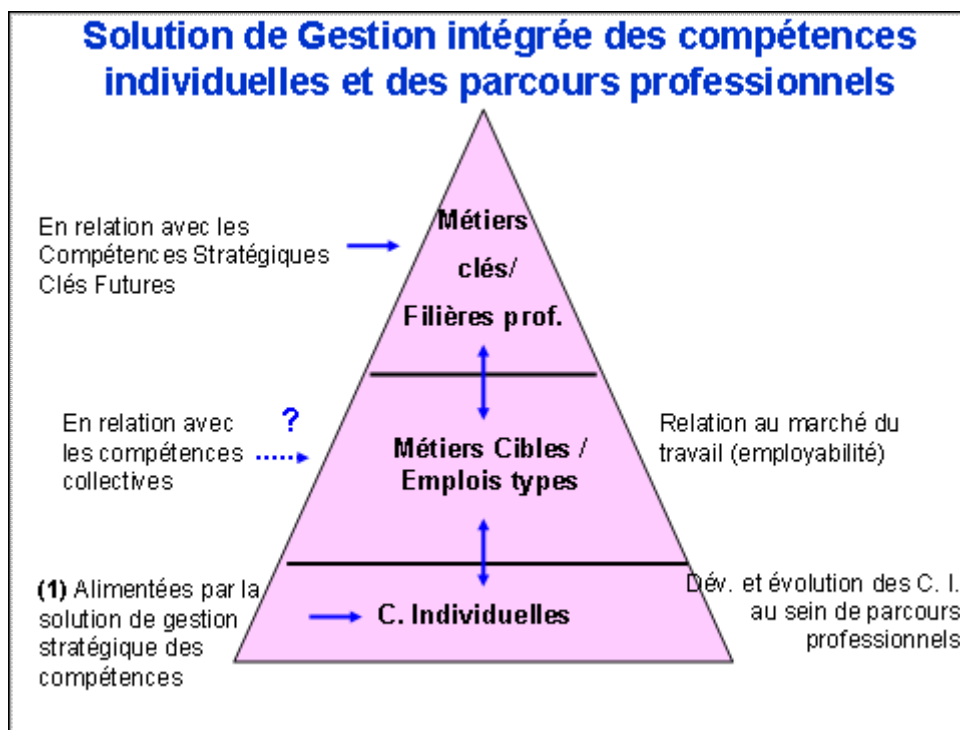 Solution de Gestion intégrée des compétences
individuelles et des parcours professionnels
Métiers
clés/
Filières prof.
En relation avec les
Compétences Stratégiques
Clés Futures
?
En relation avec
les compétences
collectives
Métiers Cibles /
Emplois types
Relation au marché du
travail (employabilité)
(1) Alimentées par la
solution de gestion
stratégique des
compétences
C. Individuelles
Dév. et évolution des C. I.
au sein de parcours
professionnels